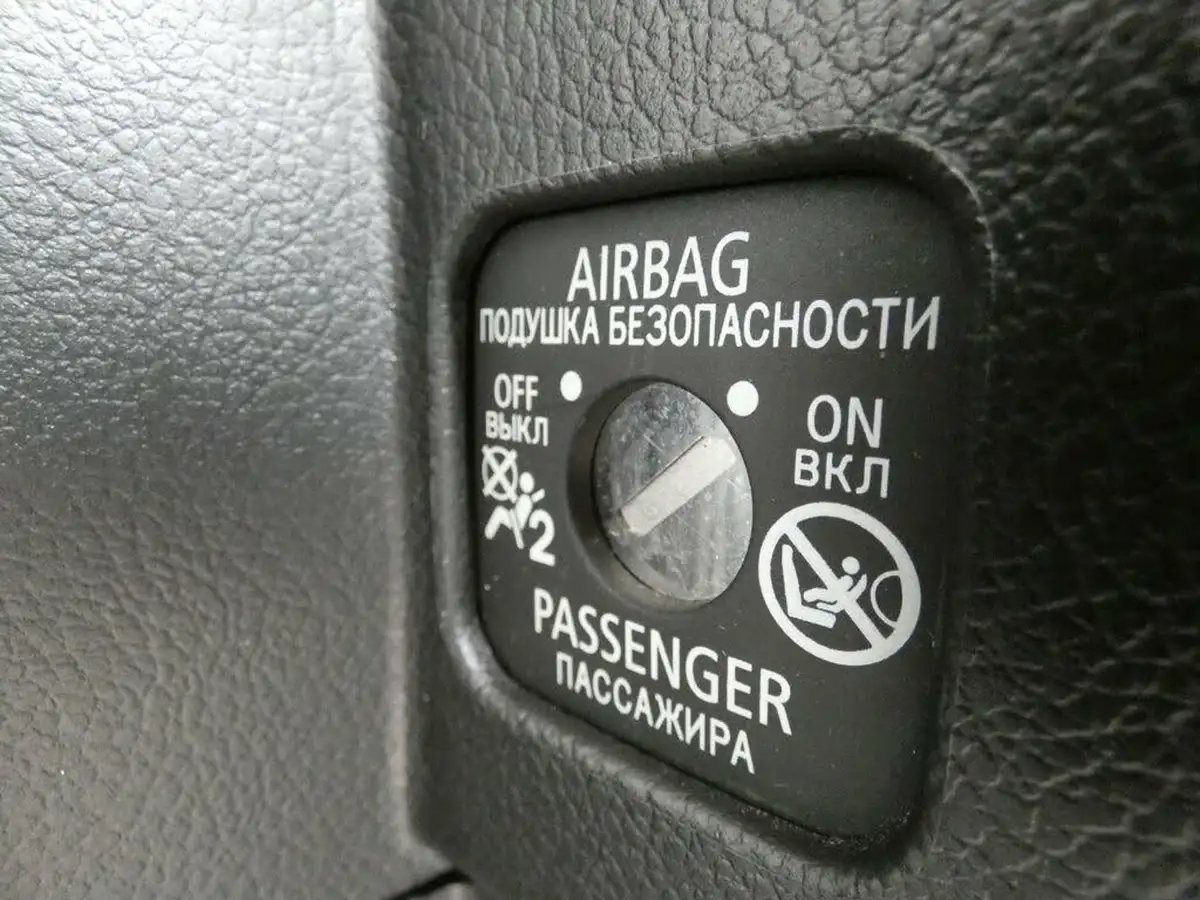 AIRBAG
ПОДУШКА БЕЗОПАСНОСТИ
OFF
ВЫКЛ
ON
ВКЛ
2
PASSENGER
ПАССАЖИРА